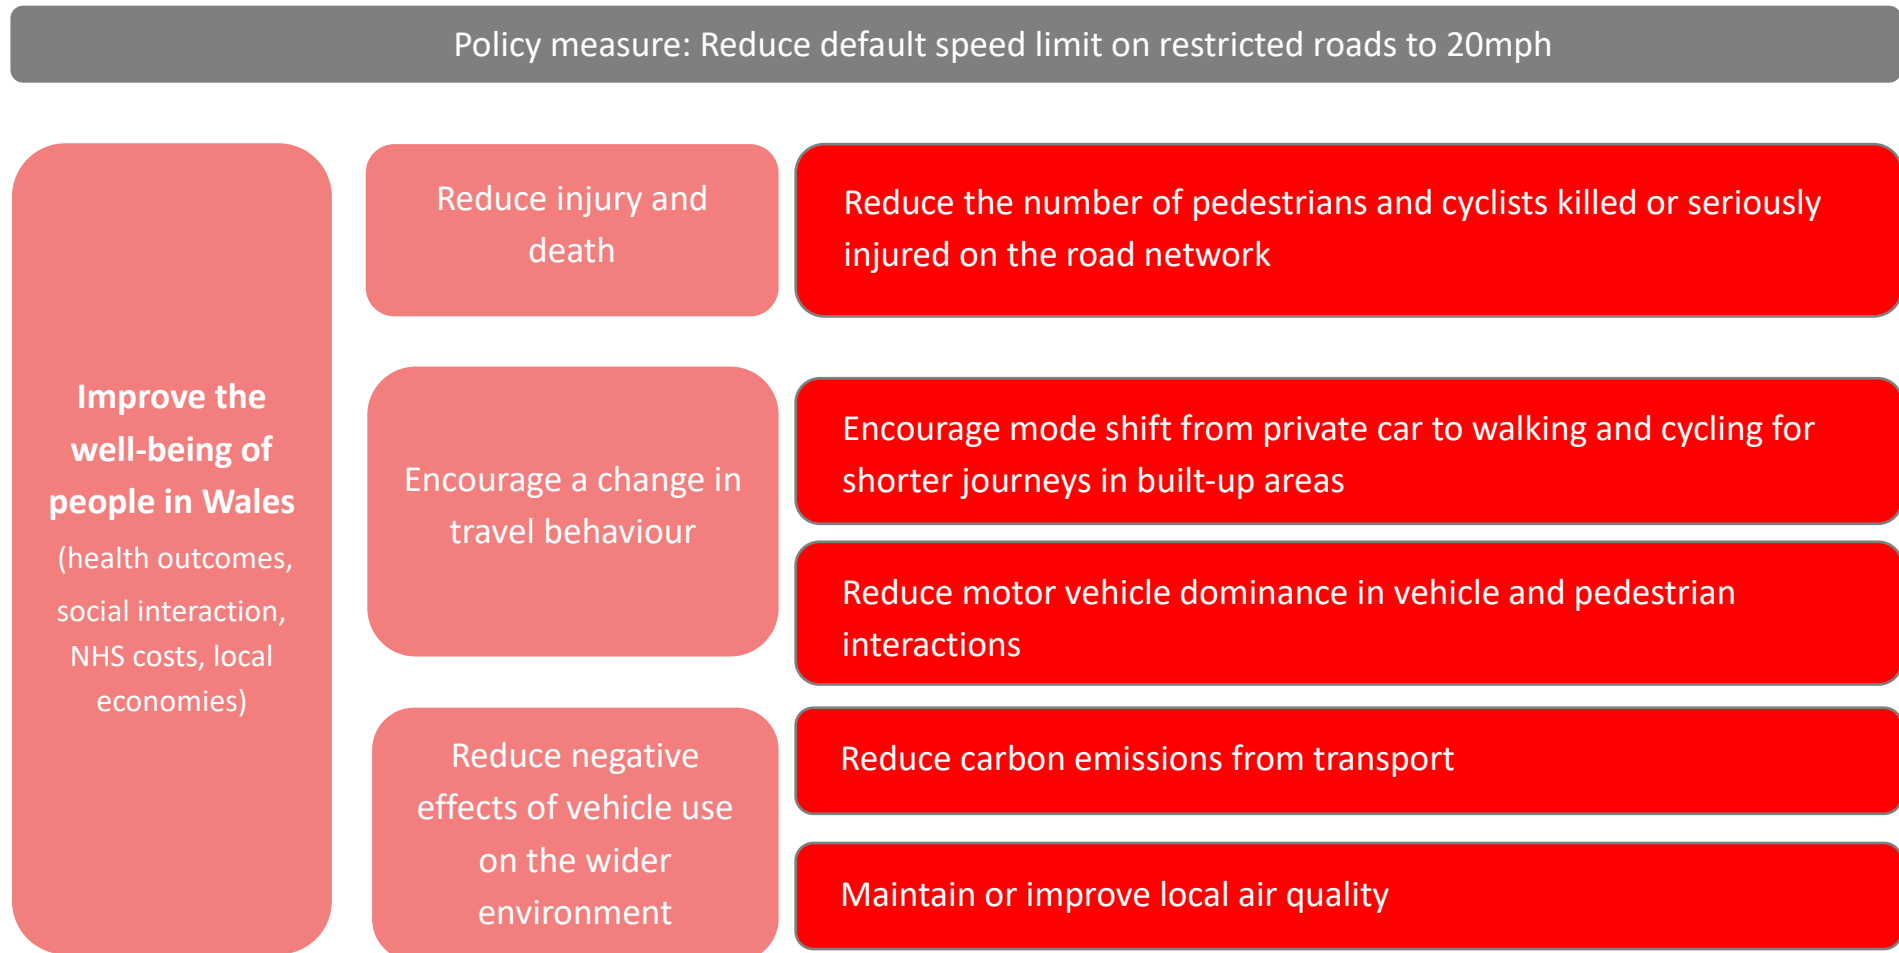 Policy measure: Reduce default speed limit on restricted roads to 20mph
Improve the
well-being of
people in Wales
(health outcomes,
social interaction,
NHS costs, local
economies)
Reduce injury and
death
Reduce the number of pedestrians and cyclists killed or seriously
injured on the road network
Encourage a change in
travel behaviour
Encourage mode shift from private car to walking and cycling for
shorter journeys in built-up areas
Reduce motor vehicle dominance in vehicle and pedestrian
interactions
Reduce negative
effects of vehicle use
on the wider
environment
Reduce carbon emissions from transport
Maintain or improve local air quality